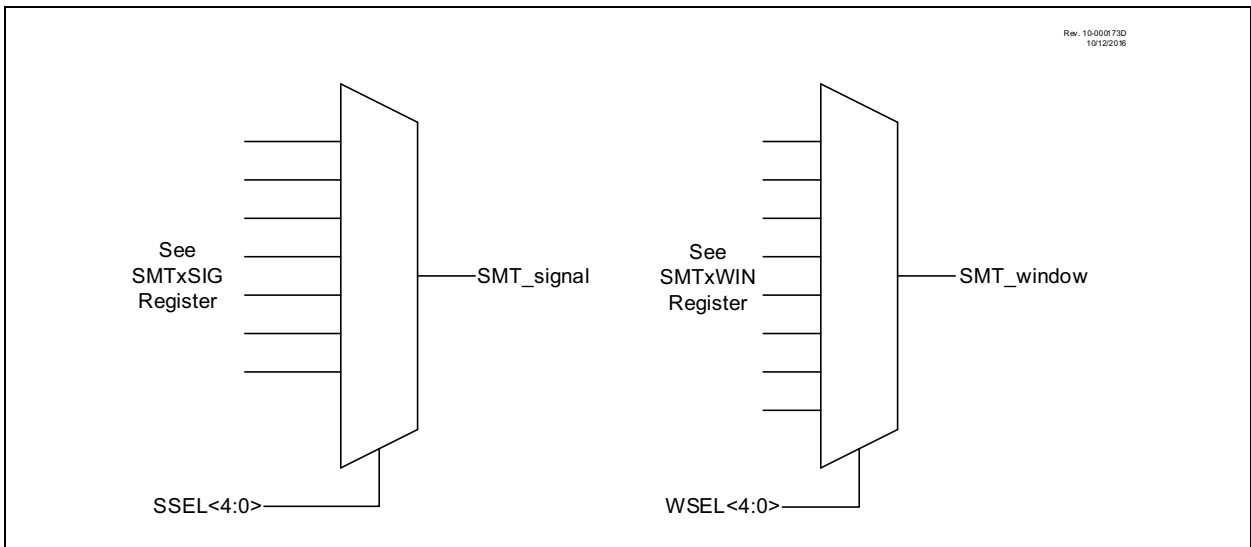 Rev. 10-000173D
10/12/2016
See
SMTxSIG
Register
SMT_signal
SSEL<4:0>
See
SMTxWIN
Register
SMT_window
WSEL<4:0>